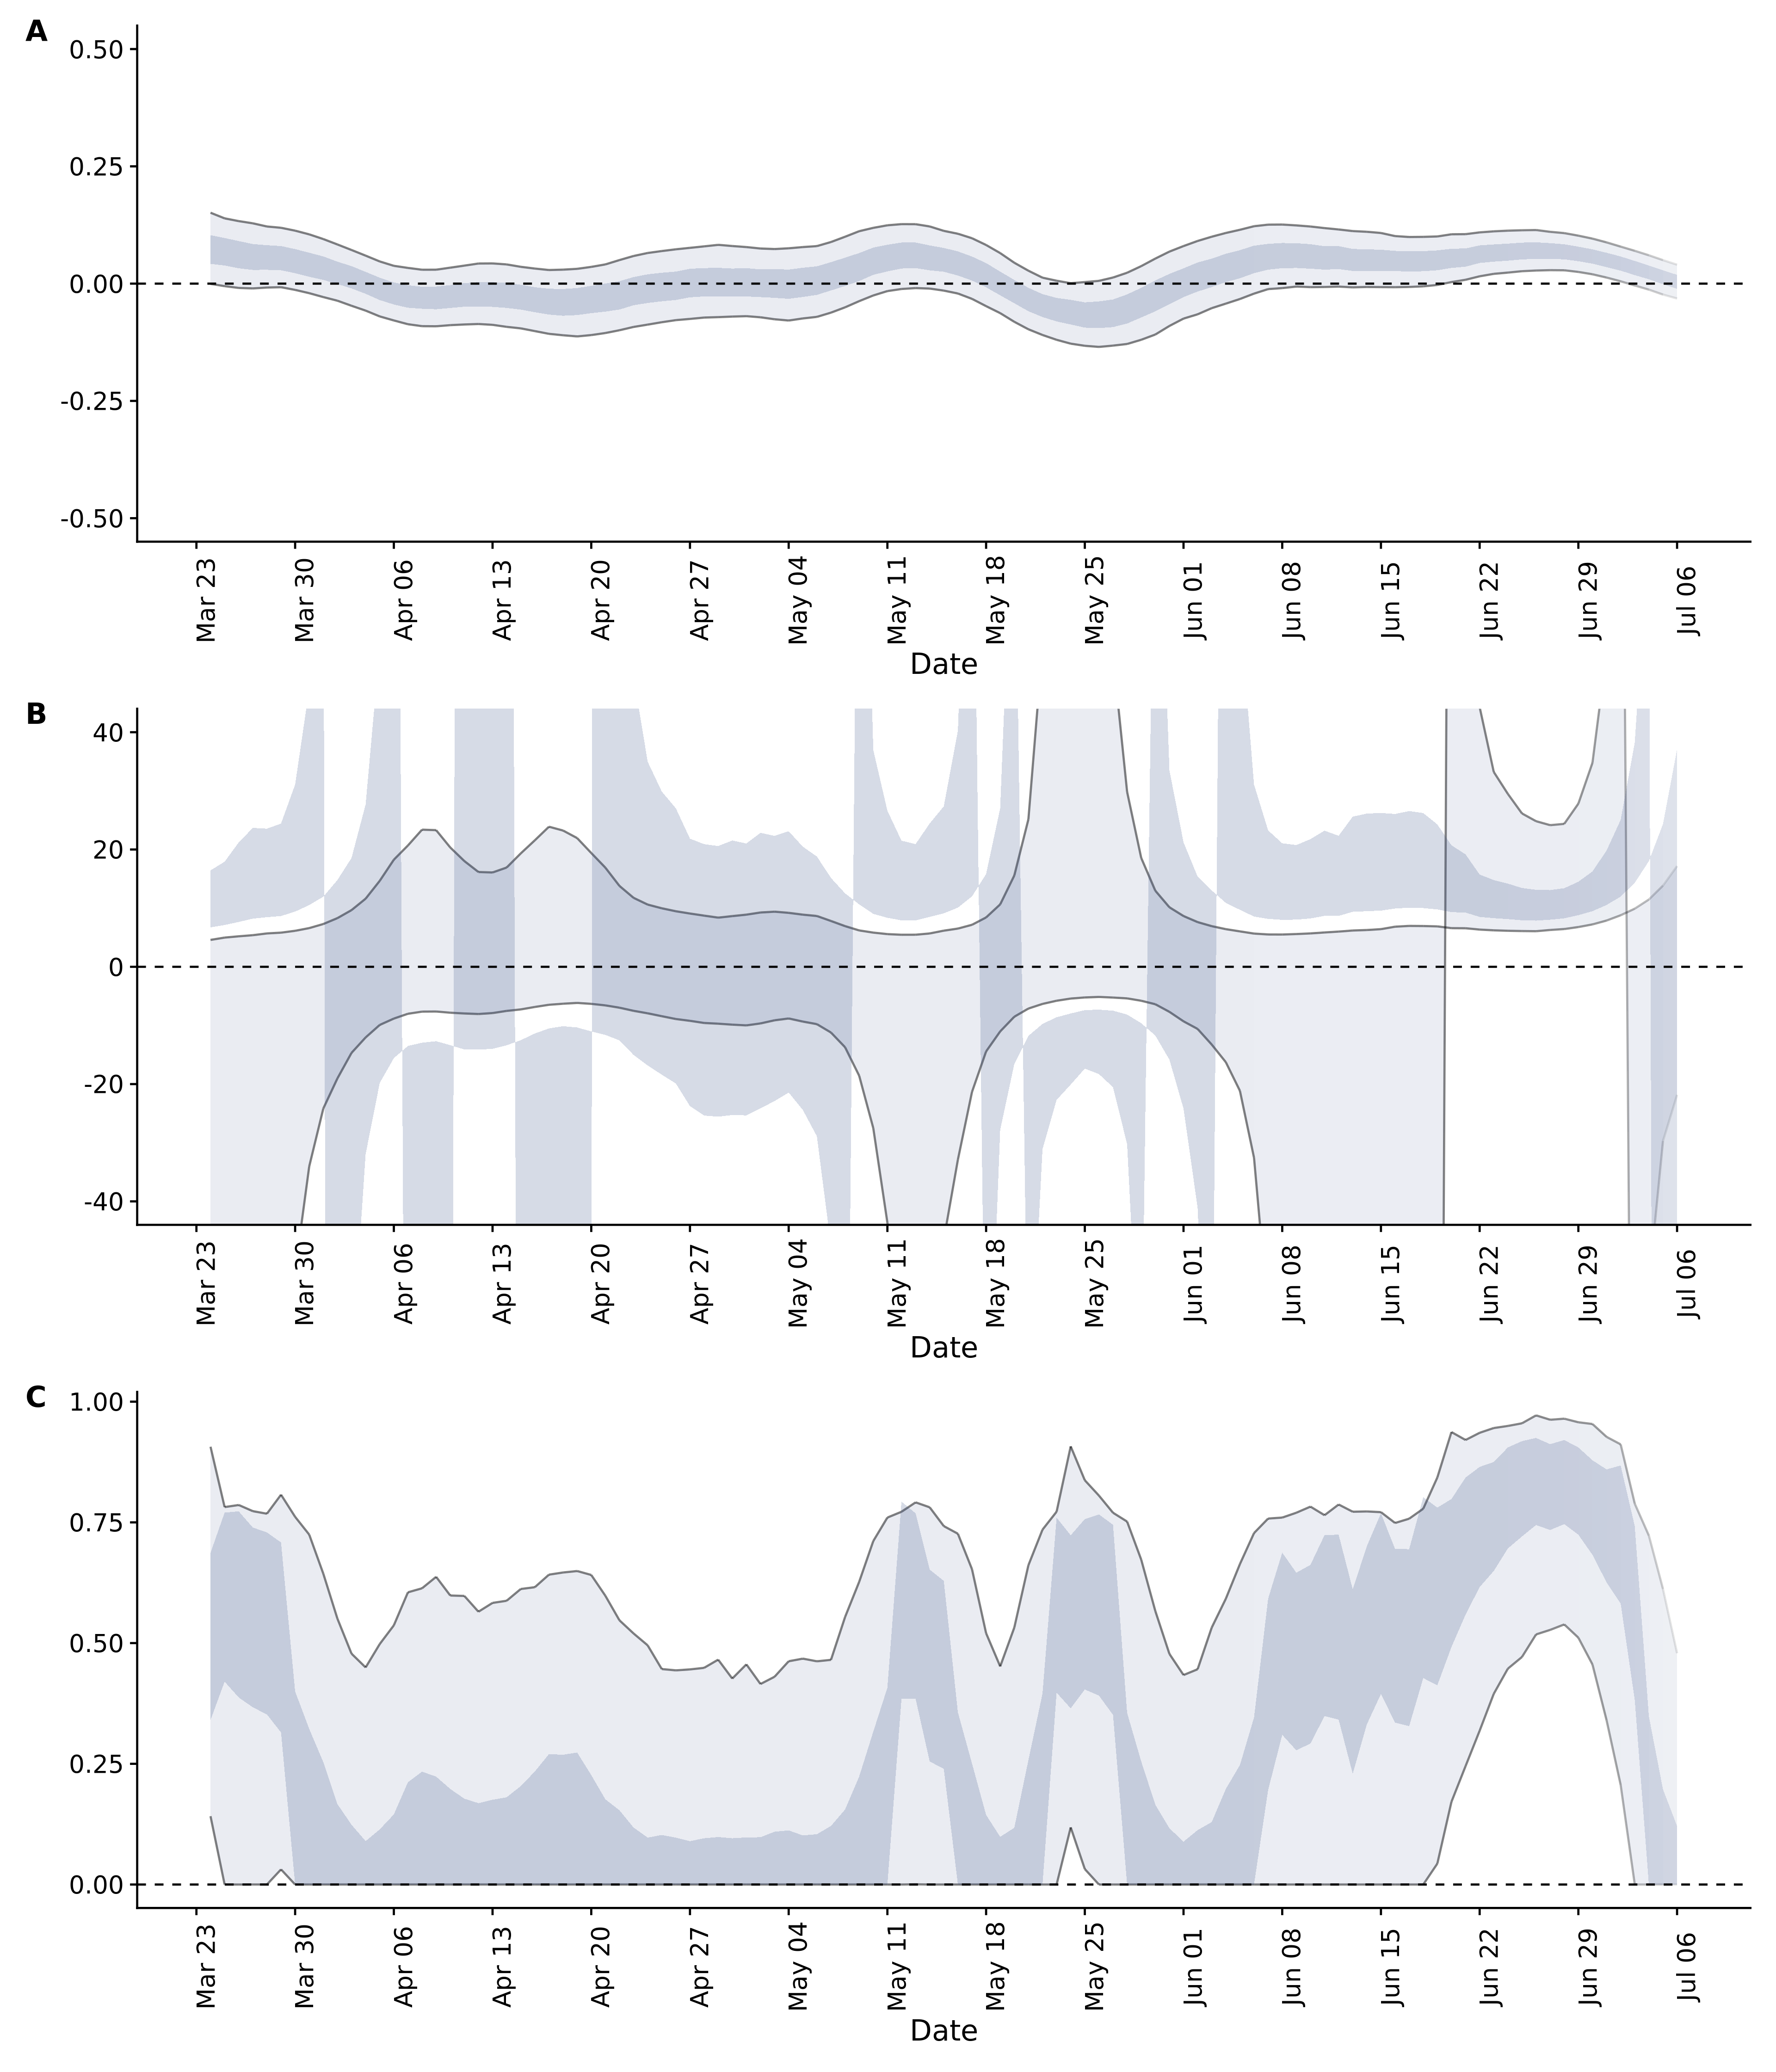 A
0.50
0.25
0.00
-0.25
-0.50
Mar 23
Mar 30
Apr 06
Apr 13
Apr 20
Apr 27
May 04
May 11
May 18
May 25
Jun 01
Jun 08
Jun 15
Jun 22
Jun 29
Jul 06
Date
B
40
20
0
-20
-40
Mar 23
Mar 30
Apr 06
Apr 13
Apr 20
Apr 27
May 04
May 11
May 18
May 25
Jun 01
Jun 08
Jun 15
Jun 22
Jun 29
Jul 06
Date
C
1.00
0.75
0.50
0.25
0.00
Mar 23
Mar 30
Apr 06
Apr 13
Apr 20
Apr 27
May 04
May 11
May 18
May 25
Jun 01
Jun 08
Jun 15
Jun 22
Jun 29
Jul 06
Date